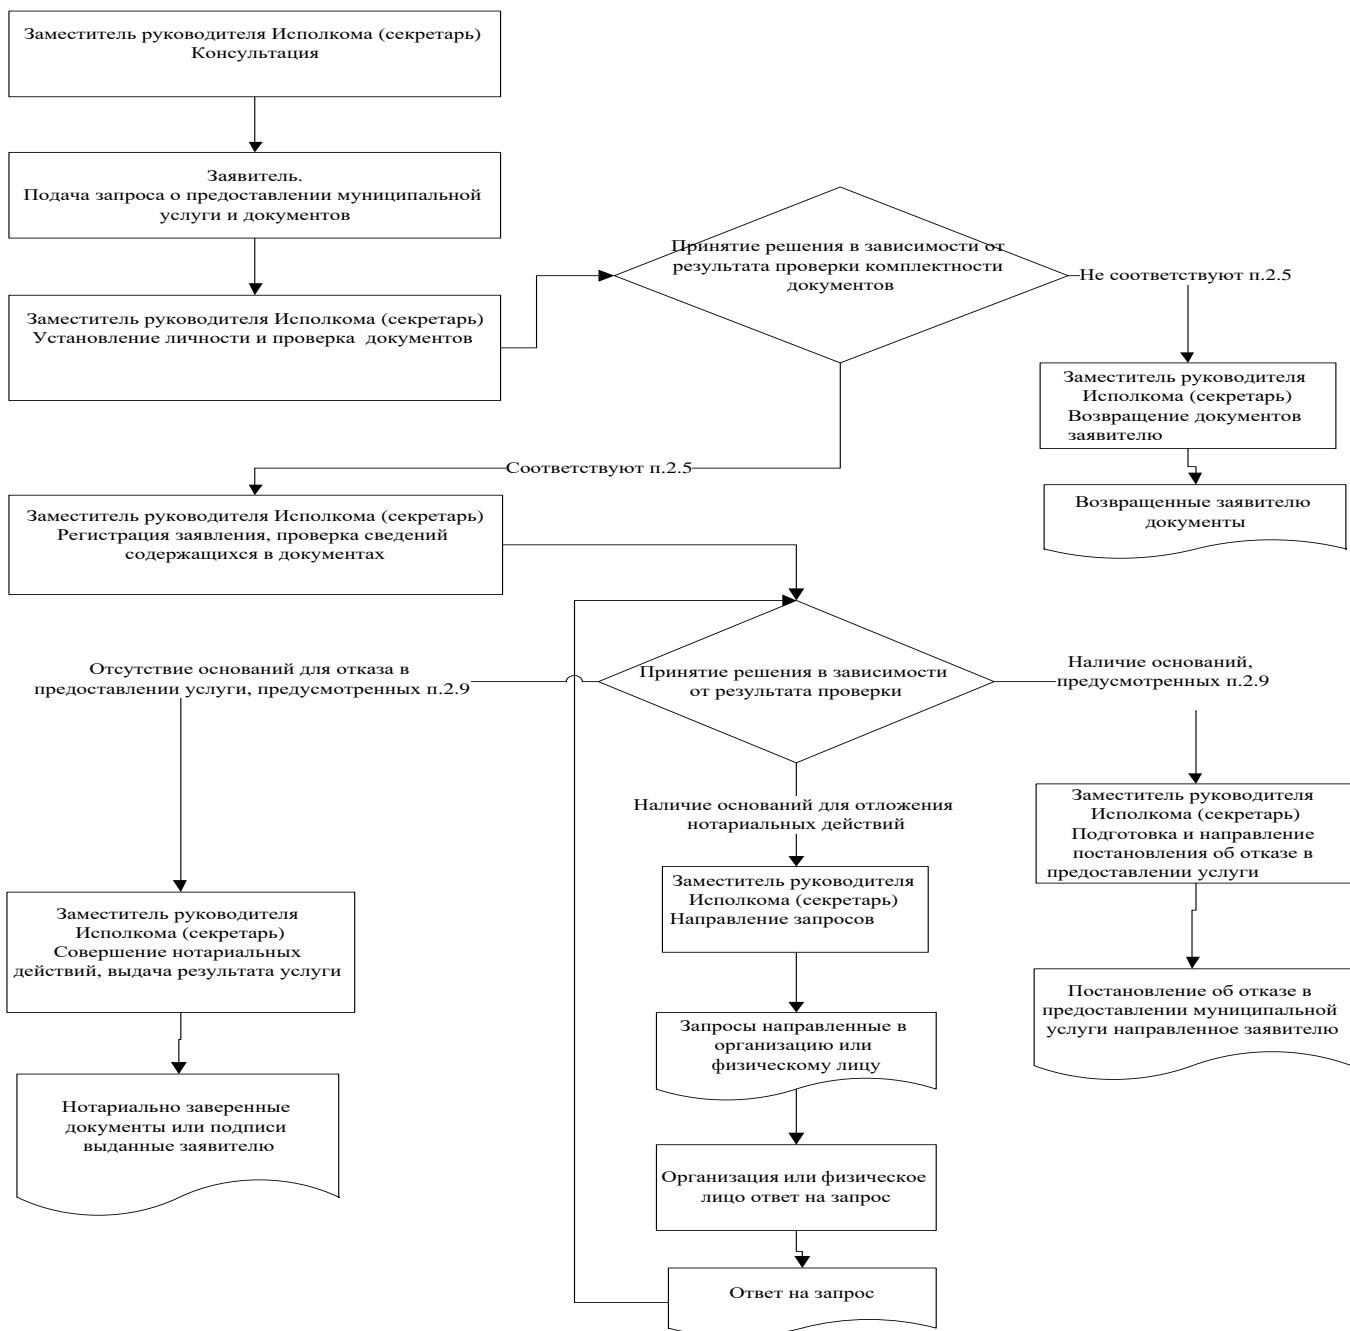 Заместитель руководителя Исполкома (секретарь)
Консультация
Заявитель.
Подача запроса о предоставлении муниципальной
услуги и документов
Заместитель руководителя Исполкома (секретарь)
Установление личности и проверка документов
Принятие решения в зависимости от
результата проверки комплектности
документов
Не соответствуют п.2.5
Заместитель руководителя
Исполкома (секретарь)
Возвращение документов
заявителю
Возвращенные заявителю
документы
Соответствуют п.2.5
Заместитель руководителя Исполкома (секретарь)
Регистрация заявления, проверка сведений
содержащихся в документах
Принятие решения в зависимости
от результата проверки
Отсутствие оснований для отказа в
предоставлении услуги, предусмотренных п.2.9
Заместитель руководителя
Исполкома (секретарь)
Совершение нотариальных
действий, выдача результата услуги
Нотариально заверенные
документы или подписи
выданные заявителю
Наличие оснований для отложения
нотариальных действий
Заместитель руководителя
Исполкома (секретарь)
Направление запросов
Запросы направленные в
организацию или
физическому лицу
Организация или физическое
лицо ответ на запрос
Ответ на запрос
Наличие оснований,
предусмотренных п.2.9
Заместитель руководителя
Исполкома (секретарь)
Подготовка и направление
постановления об отказе в
предоставлении услуги
Постановление об отказе в
предоставлении муниципальной
услуги направленное заявителю